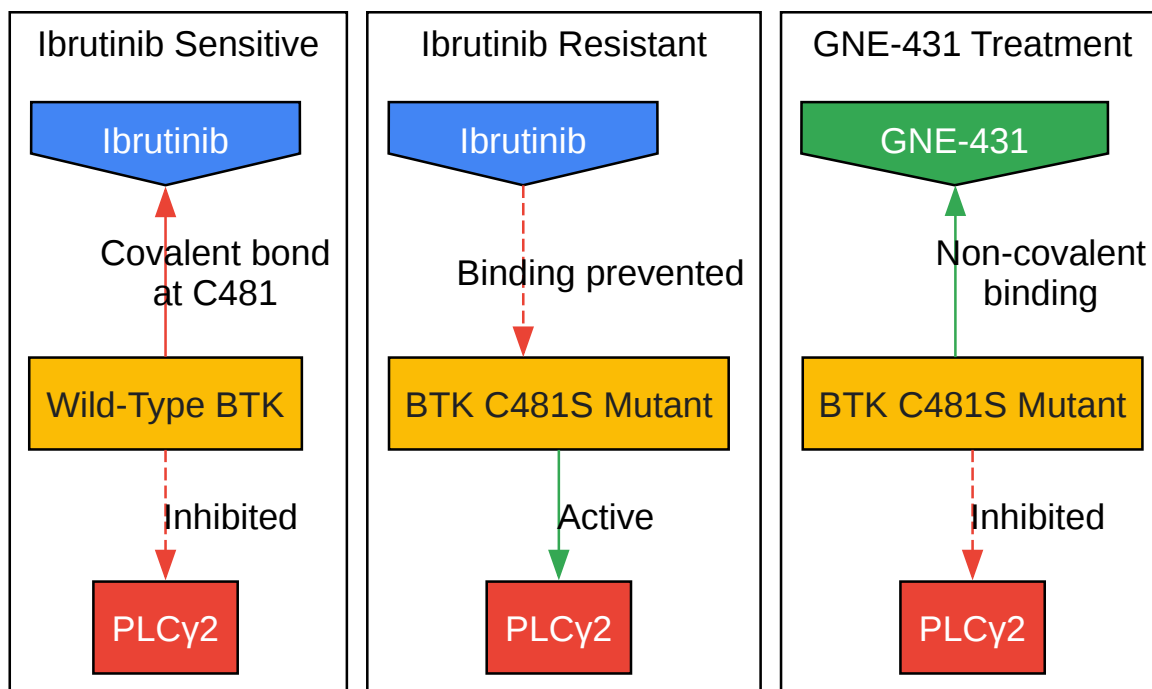 Ibrutinib Sensitive
Ibrutinib
Covalent bond
at C481
Wild-Type BTK
Inhibited
PLCγ2
Ibrutinib Resistant
Ibrutinib
Binding prevented
BTK C481S Mutant
Active
PLCγ2
GNE-431 Treatment
GNE-431
Non-covalent
binding
BTK C481S Mutant
Inhibited
PLCγ2